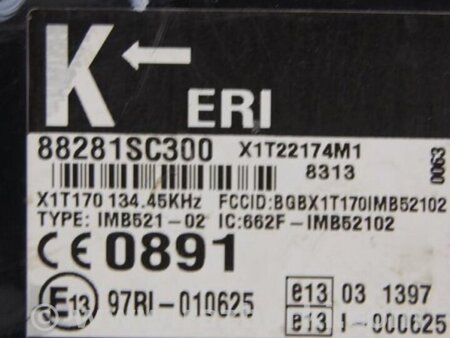 K ← ERI
88281SC300 X1T22174M1
8313
0063
X1T170 134.45KHz FCCID:BGBX1T170IMB52102
TYPE: IMB521-02 IC:662F-IMB52102
CE 0891
E13 97RI-010625
e13 03 1397
e13 I-000625